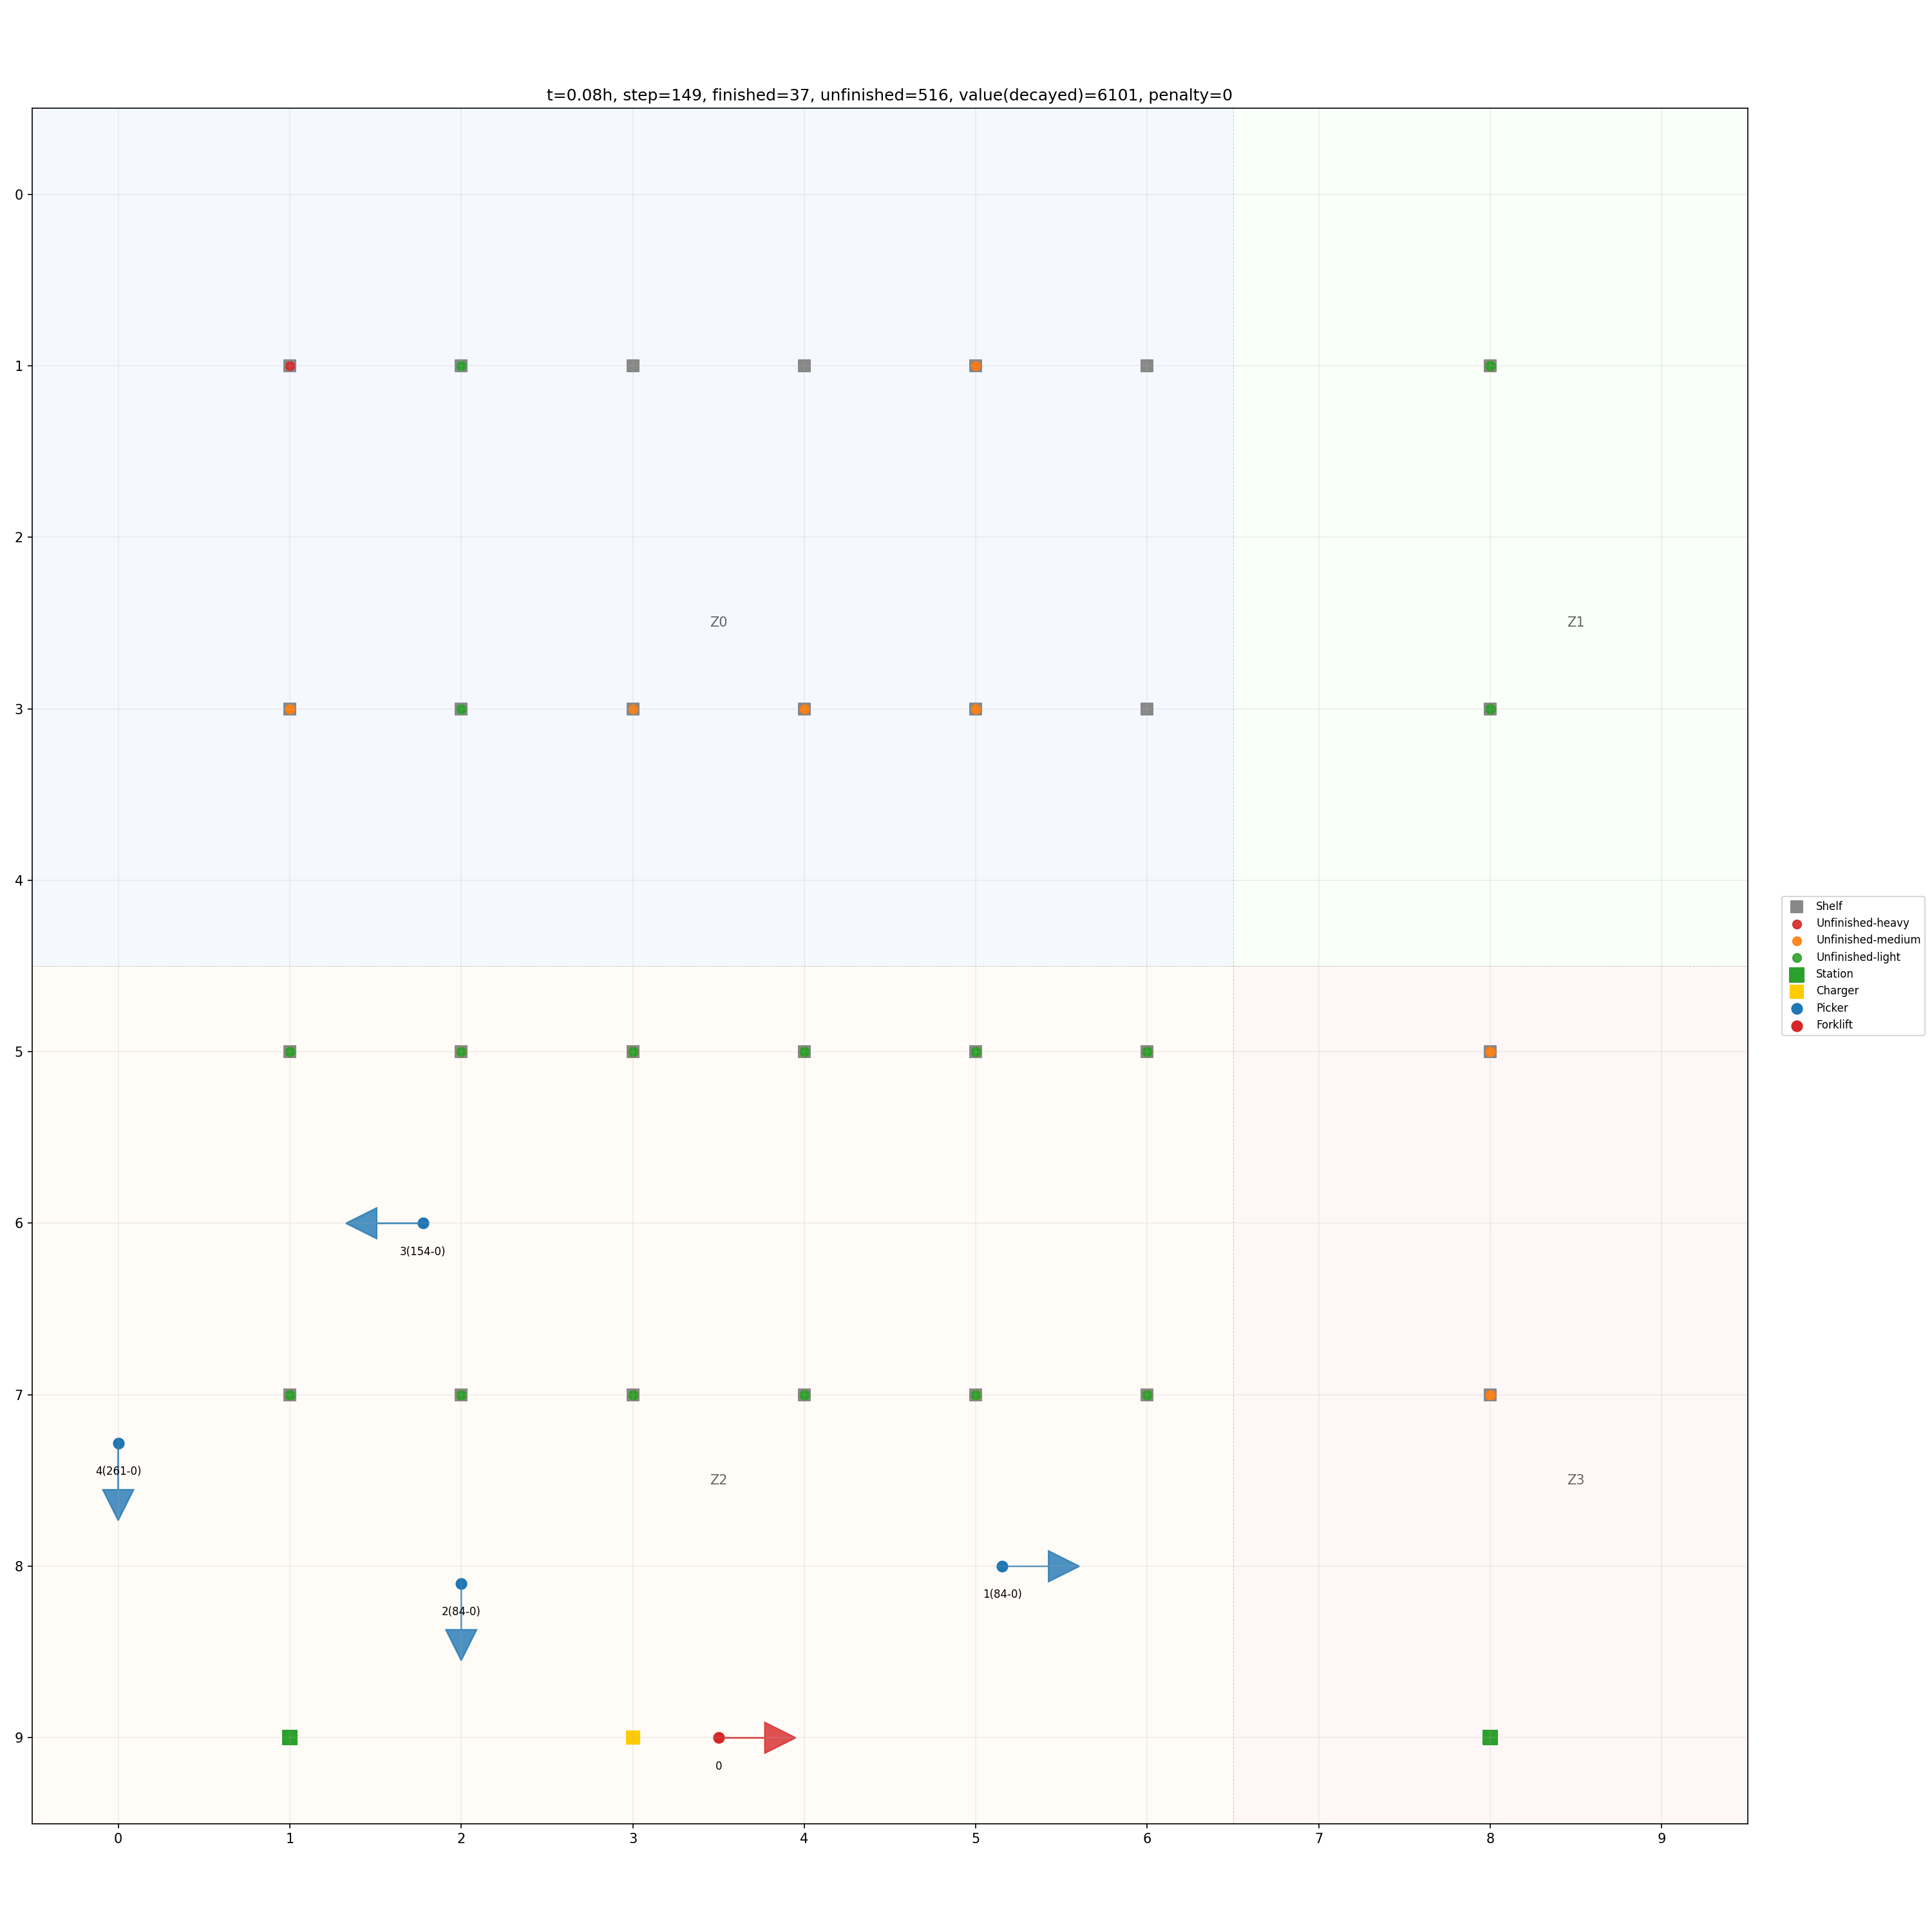 t=0.08h, step=149, finished=37, unfinished=516, value(decayed)=6101, penalty=0
0
1
2
Z0
Z1
3
4
Shelf
Unfinished-heavy
Unfinished-medium
Unfinished-light
Station
Charger
Picker
Forklift
5
6
3(154-0)
7
4(261-0)
Z2
Z3
8
1(84-0)
2(84-0)
9
0
0 1 2 3 4 5 6 7 8 9